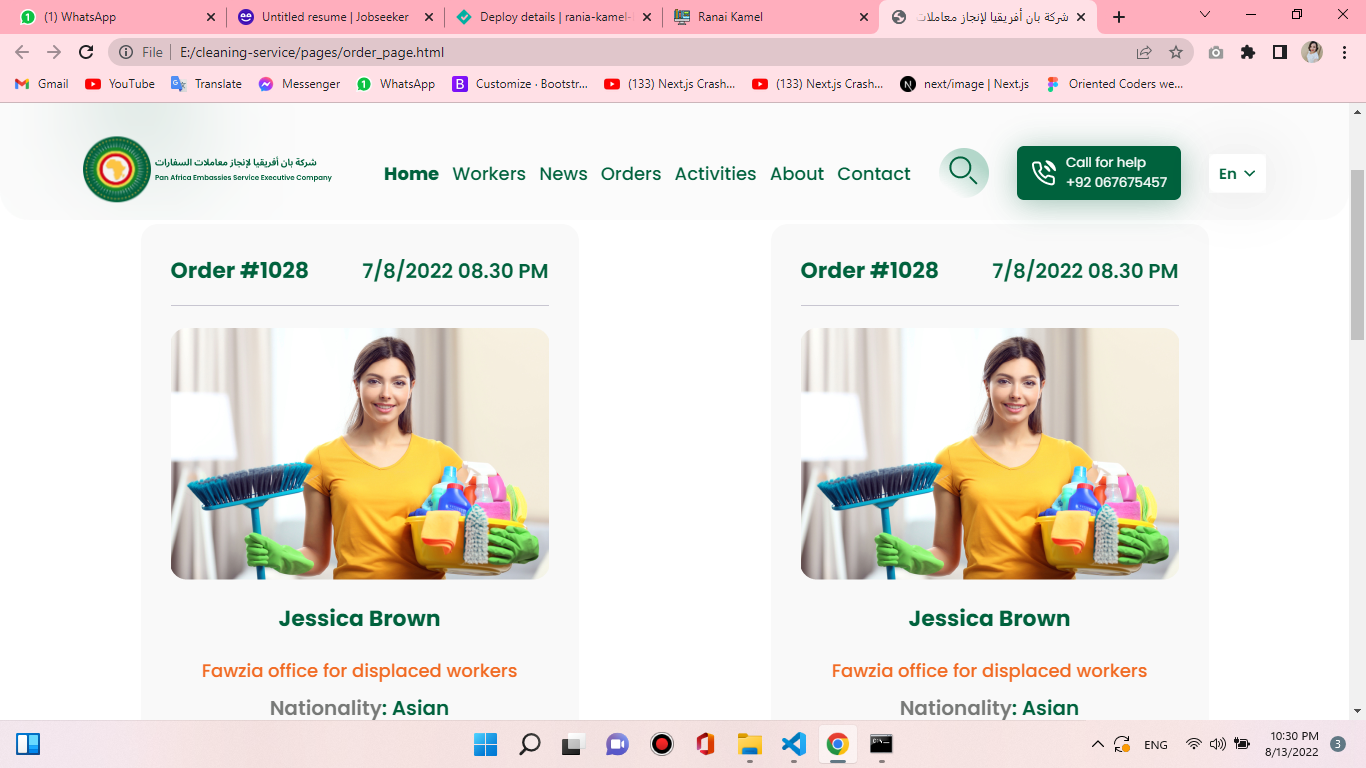 (1) WhatsApp
Untitled resume | Jobseeker
Deploy details | rania-kamel-
Ranai Kamel
شركة بان أفريقيا لإنجاز معاملات
File
E:/cleaning-service/pages/order_page.html
Gmail
YouTube
Translate
Messenger
WhatsApp
Customize · Bootstr...
(133) Next.js Crash...
(133) Next.js Crash...
next/image | Next.js
Oriented Coders we...
شركة بان أفريقيا لإنجاز معاملات السفارات
Pan Africa Embassies Service Executive Company
Home Workers News Orders Activities About Contact
Call for help
+92 067675457
En
Order #1028 7/8/2022 08.30 PM
Jessica Brown
Fawzia office for displaced workers
Nationality: Asian
Order #1028 7/8/2022 08.30 PM
Jessica Brown
Fawzia office for displaced workers
Nationality: Asian
ENG
10:30 PM
8/13/2022
3